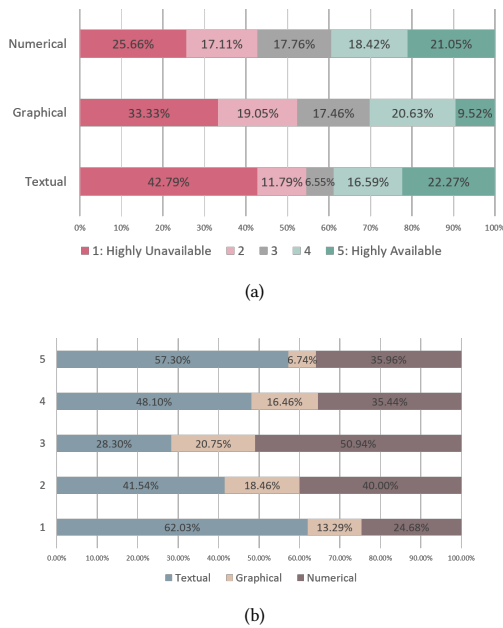 Numerical 25.66% 17.11% 17.76% 18.42% 21.05%
Graphical 33.33% 19.05% 17.46% 20.63% 9.52%
Textual 42.79% 11.79% 6.55% 16.59% 22.27%
0% 10% 20% 30% 40% 50% 60% 70% 80% 90% 100%
1: Highly Unavailable 2 3 4 5: Highly Available
(a)
5 57.30% 6.74% 35.96%
4 48.10% 16.46% 35.44%
3 28.30% 20.75% 50.94%
2 41.54% 18.46% 40.00%
1 62.03% 13.29% 24.68%
0.00% 10.00% 20.00% 30.00% 40.00% 50.00% 60.00% 70.00% 80.00% 90.00% 100.00%
Textual Graphical Numerical
(b)